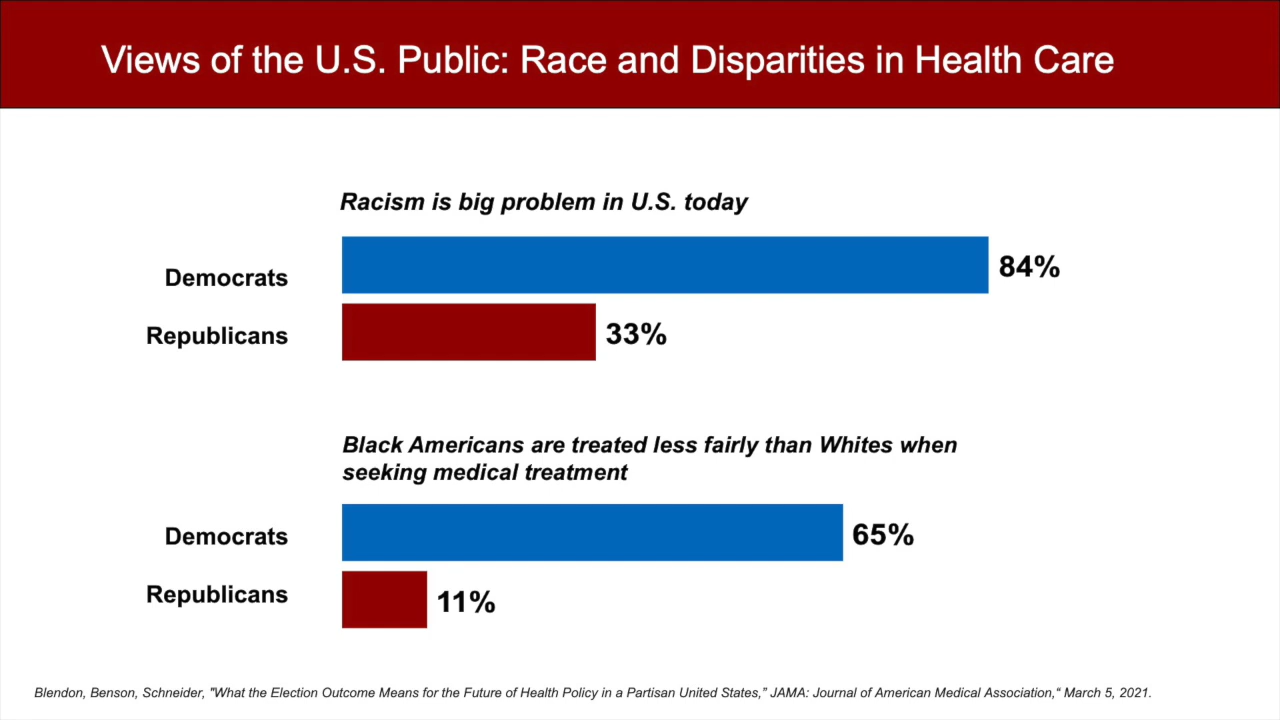 Views of the U.S. Public: Race and Disparities in Health Care
Racism is big problem in U.S. today
Democrats
84%
Republicans
33%
Black Americans are treated less fairly than Whites when
seeking medical treatment
Democrats
65%
Republicans
11%
Blendon, Benson, Schneider, "What the Election Outcome Means for the Future of Health Policy in a Partisan United States,” JAMA: Journal of American Medical Association,“ March 5, 2021.